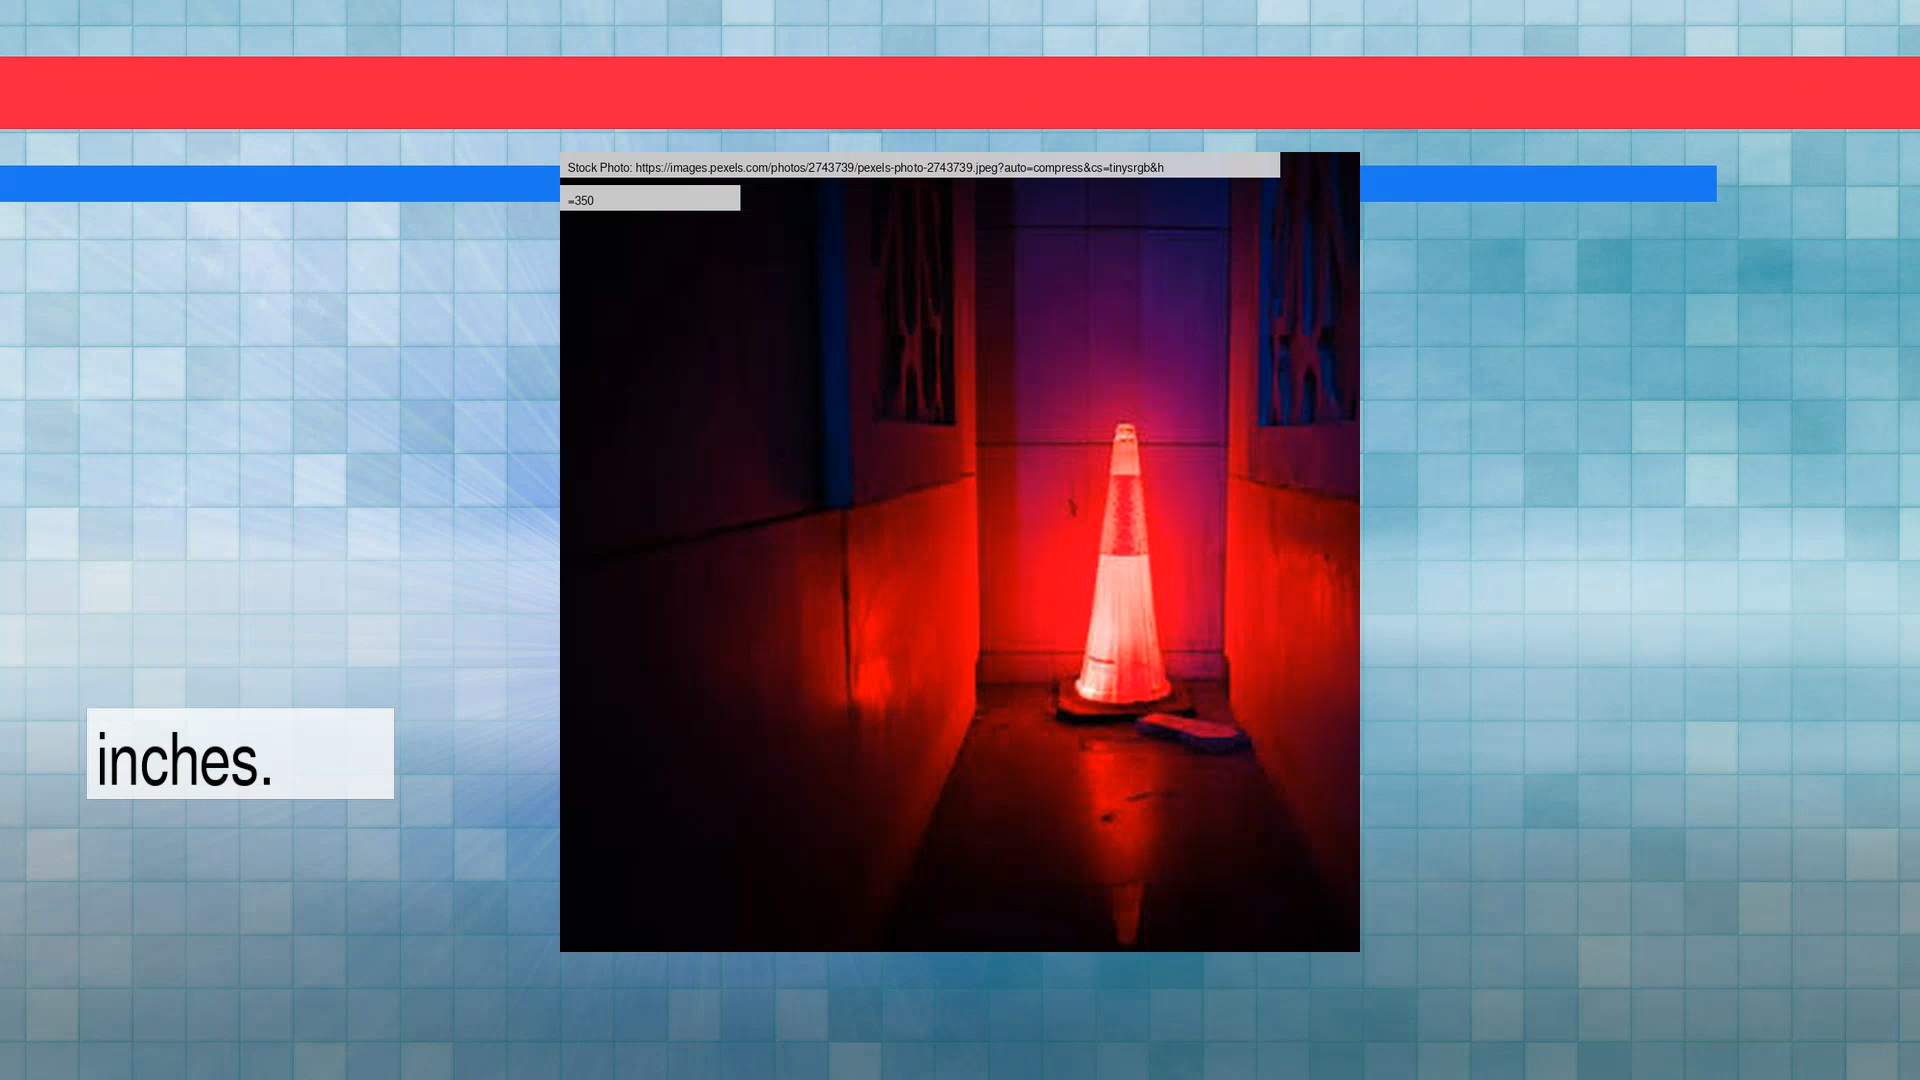 Stock Photo: https://images.pexels.com/photos/2743739/pexels-photo-2743739.jpeg?auto=compress&cs=tinysrgb&h
=350
inches.